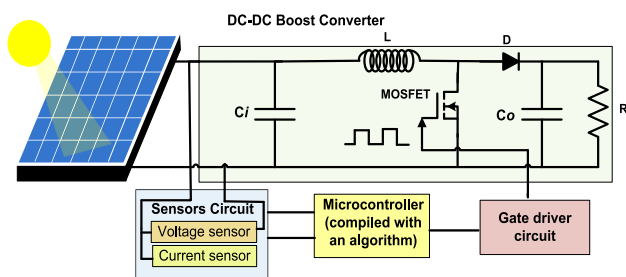 DC-DC Boost Converter
L
D
MOSFET
Ci
Co
R
Sensors Circuit
Voltage sensor
Current sensor
Microcontroller
(compiled with
an algorithm)
Gate driver
circuit